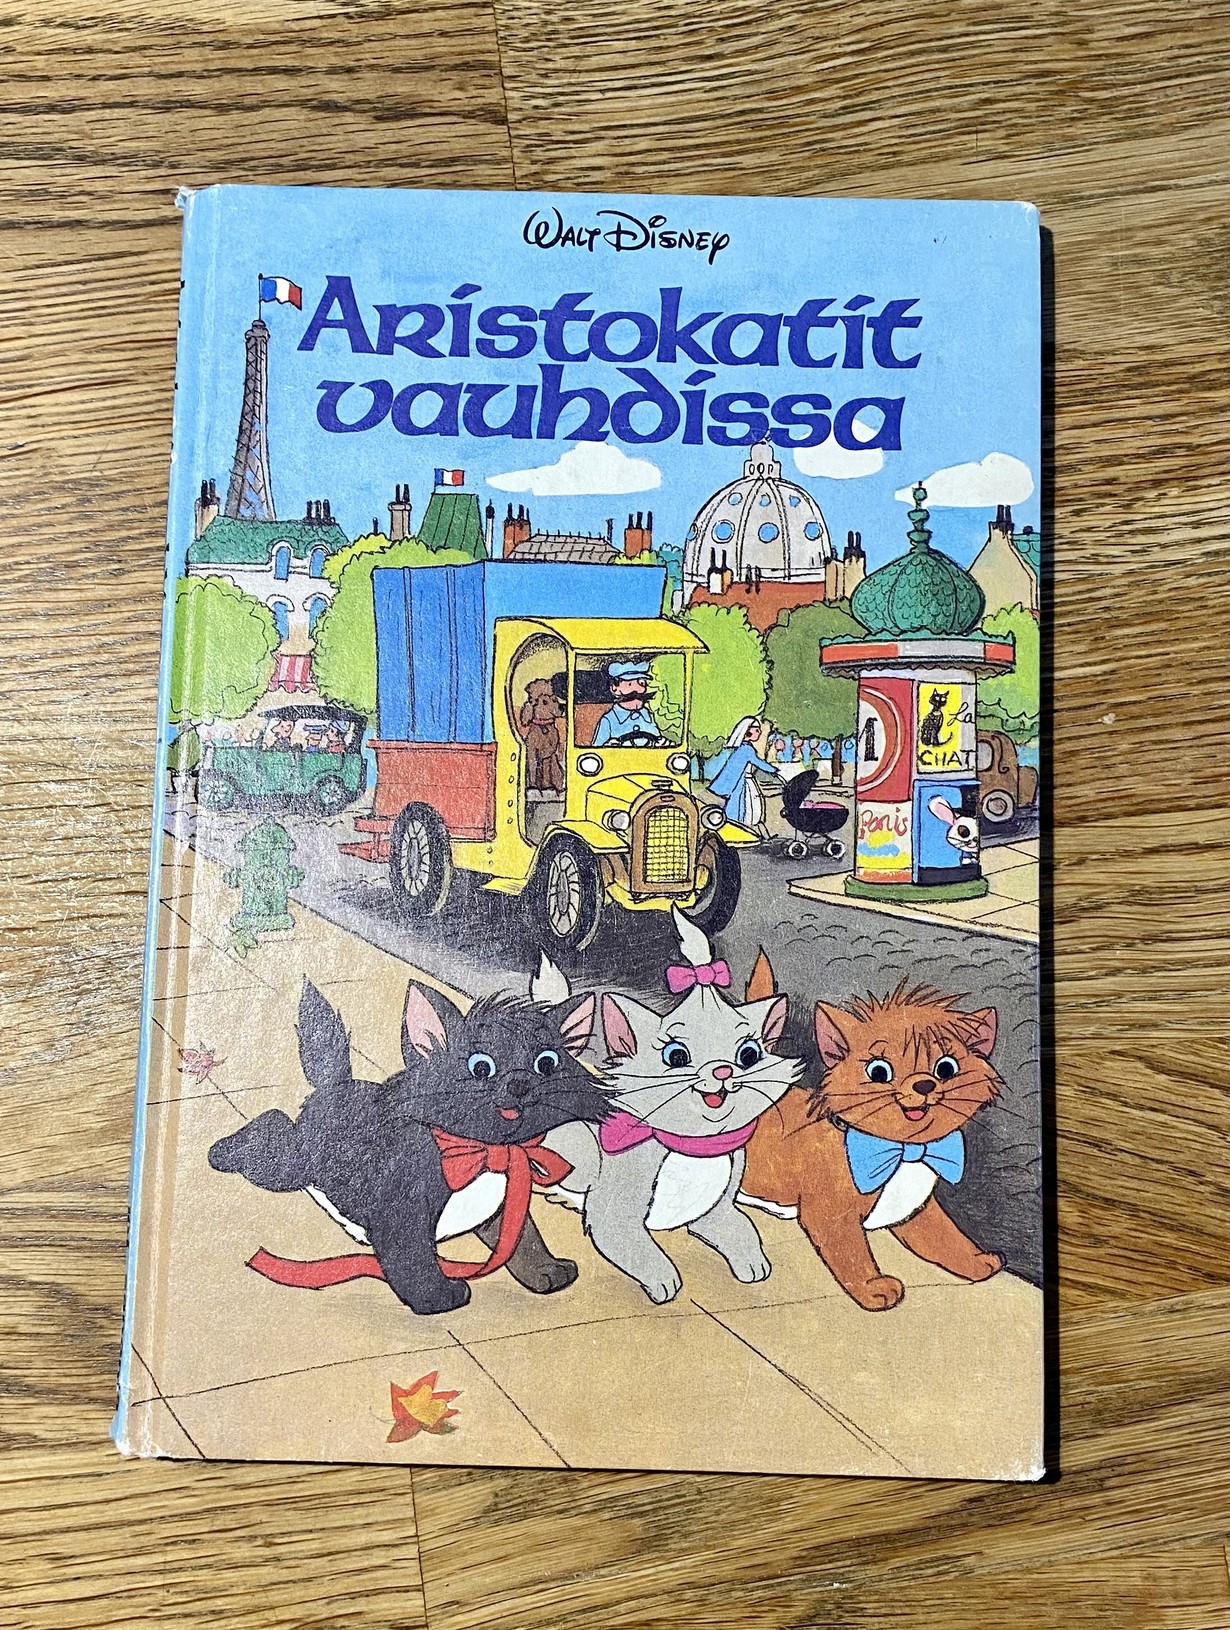 WALT DISNEY
Aristokatit
vauhdissa
La
CHAT
Paris